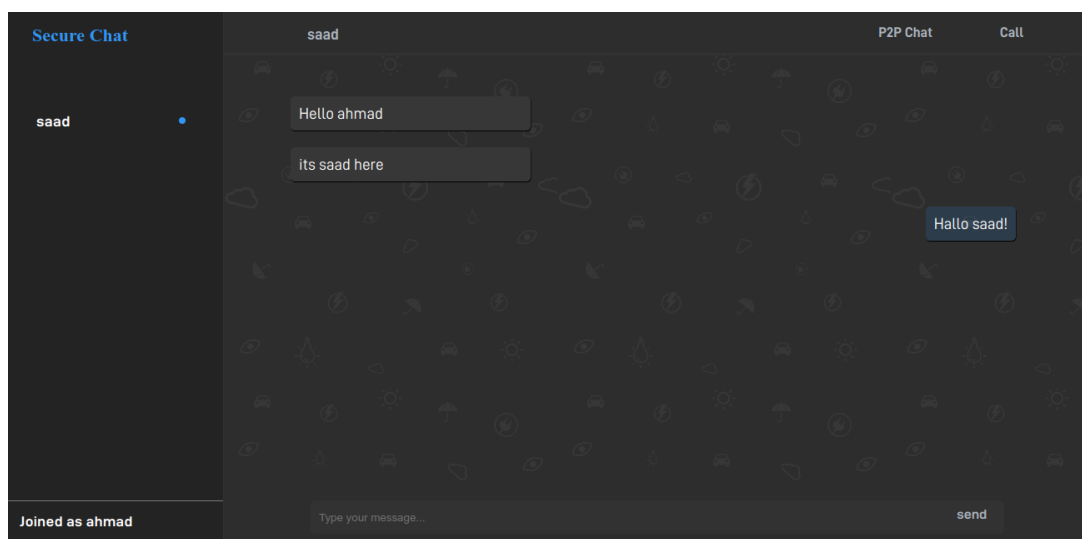 Secure Chat
saad
P2P Chat
Call
saad
Hello ahmad
its saad here
Hallo saad!
Joined as ahmad
Type your message...
send